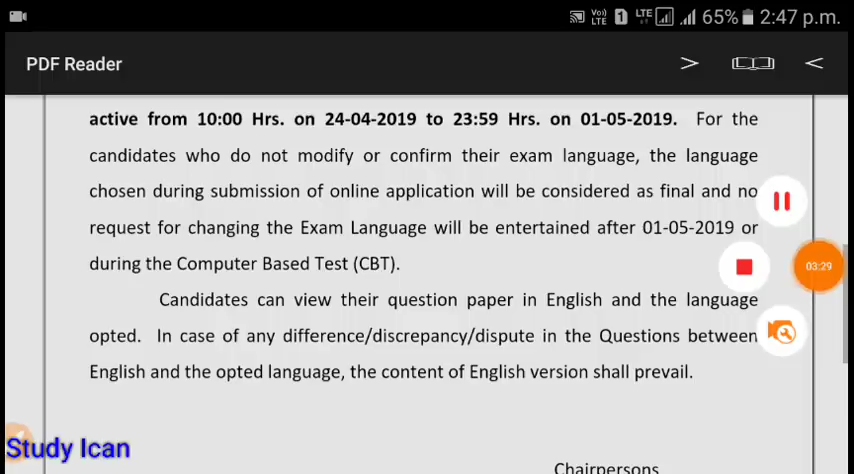 Vo) LTE 1 LTE 65% 2:47 p.m.
PDF Reader > <
active from 10:00 Hrs. on 24-04-2019 to 23:59 Hrs. on 01-05-2019. For the
candidates who do not modify or confirm their exam language, the language
chosen during submission of online application will be considered as final and no
request for changing the Exam Language will be entertained after 01-05-2019 or
during the Computer Based Test (CBT).
03:29
Candidates can view their question paper in English and the language
opted. In case of any difference/discrepancy/dispute in the Questions between
English and the opted language, the content of English version shall prevail.
Study Ican
Chairpersons